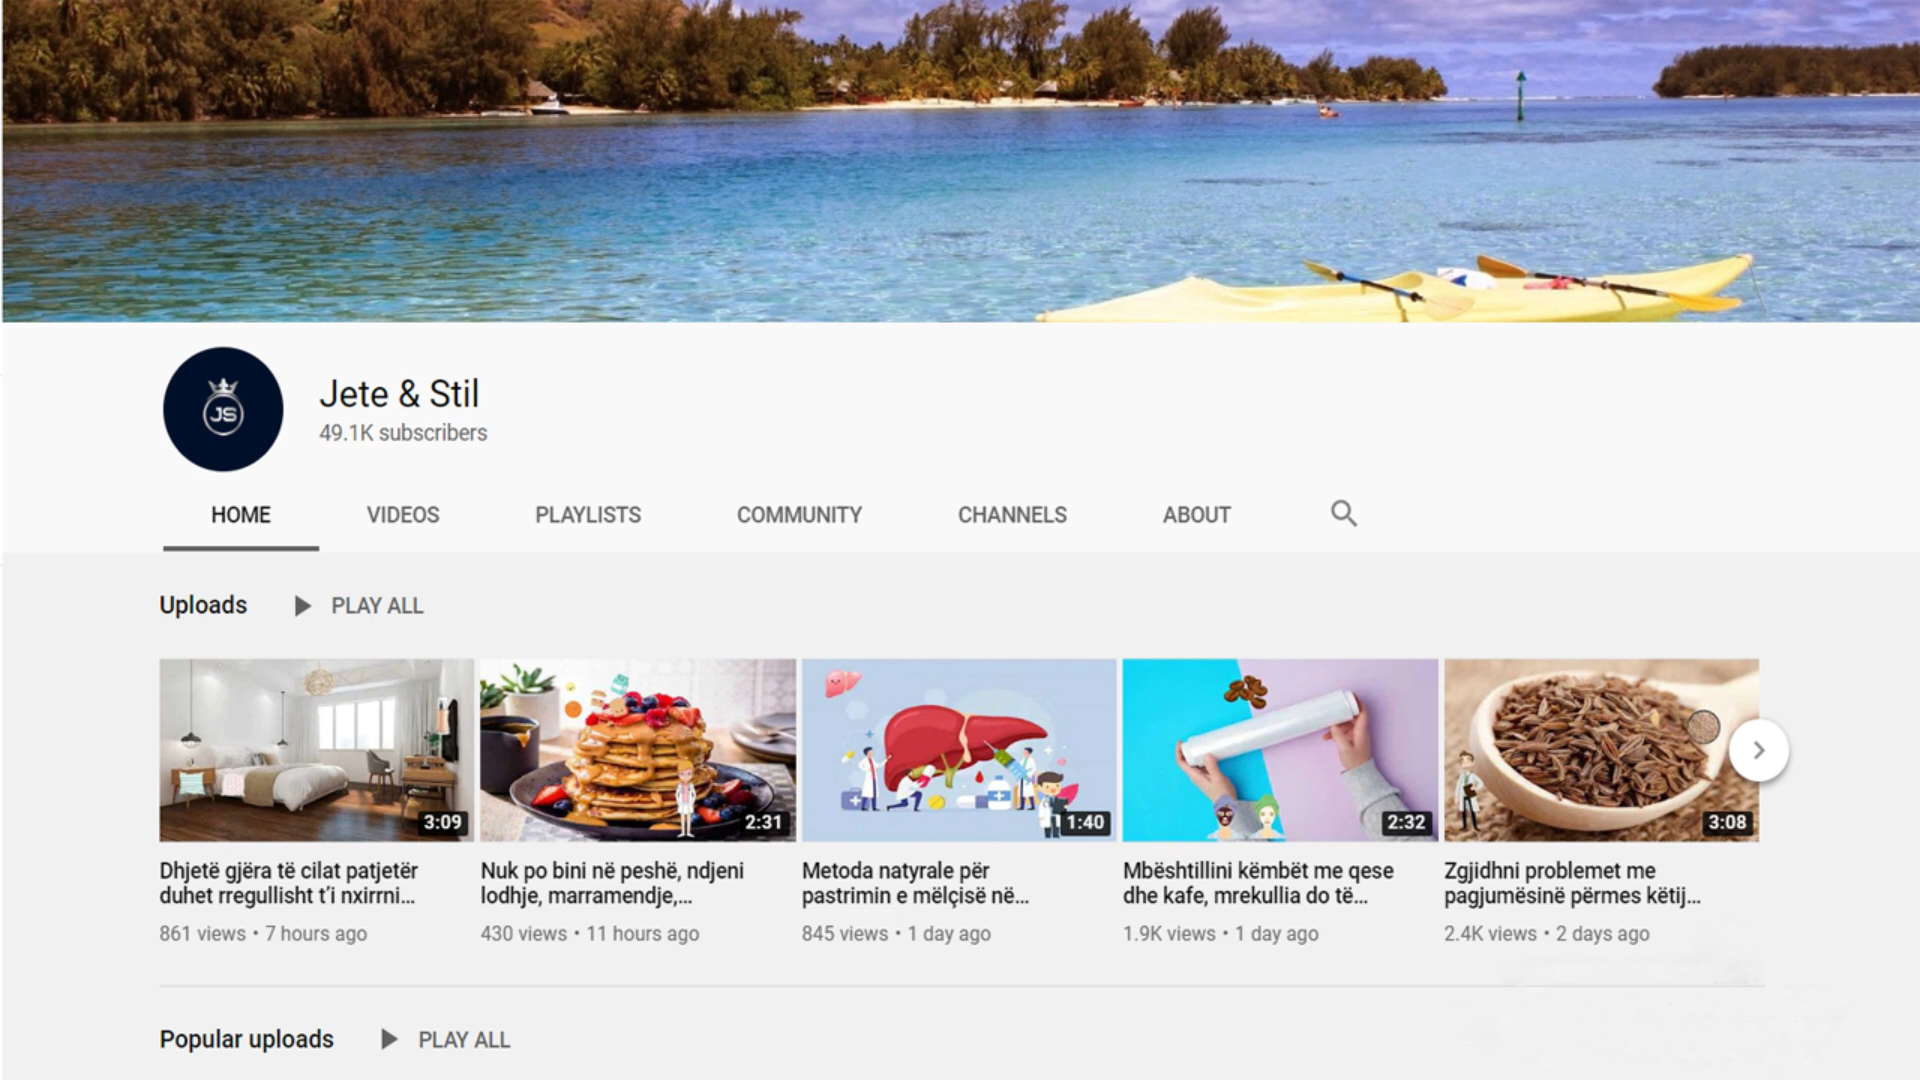 JS
Jete & Stil
49.1K subscribers
HOME VIDEOS PLAYLISTS COMMUNITY CHANNELS ABOUT
Uploads PLAY ALL
3:09 2:31 1:40 2:32 3:08
Dhjetë gjëra të cilat patjetër
duhet rregullisht t’i nxirrni...
861 views • 7 hours ago
Nuk po bini në peshë, ndjeni
lodhje, marramendje,...
430 views • 11 hours ago
Metoda natyrale për
pastrimin e mëlçisë në...
845 views • 1 day ago
Mbështillini këmbët me qese
dhe kafe, mrekullia do të...
1.9K views • 1 day ago
Zgjidhni problemet me
pagjumësinë përmes këtij...
2.4K views • 2 days ago
Popular uploads PLAY ALL